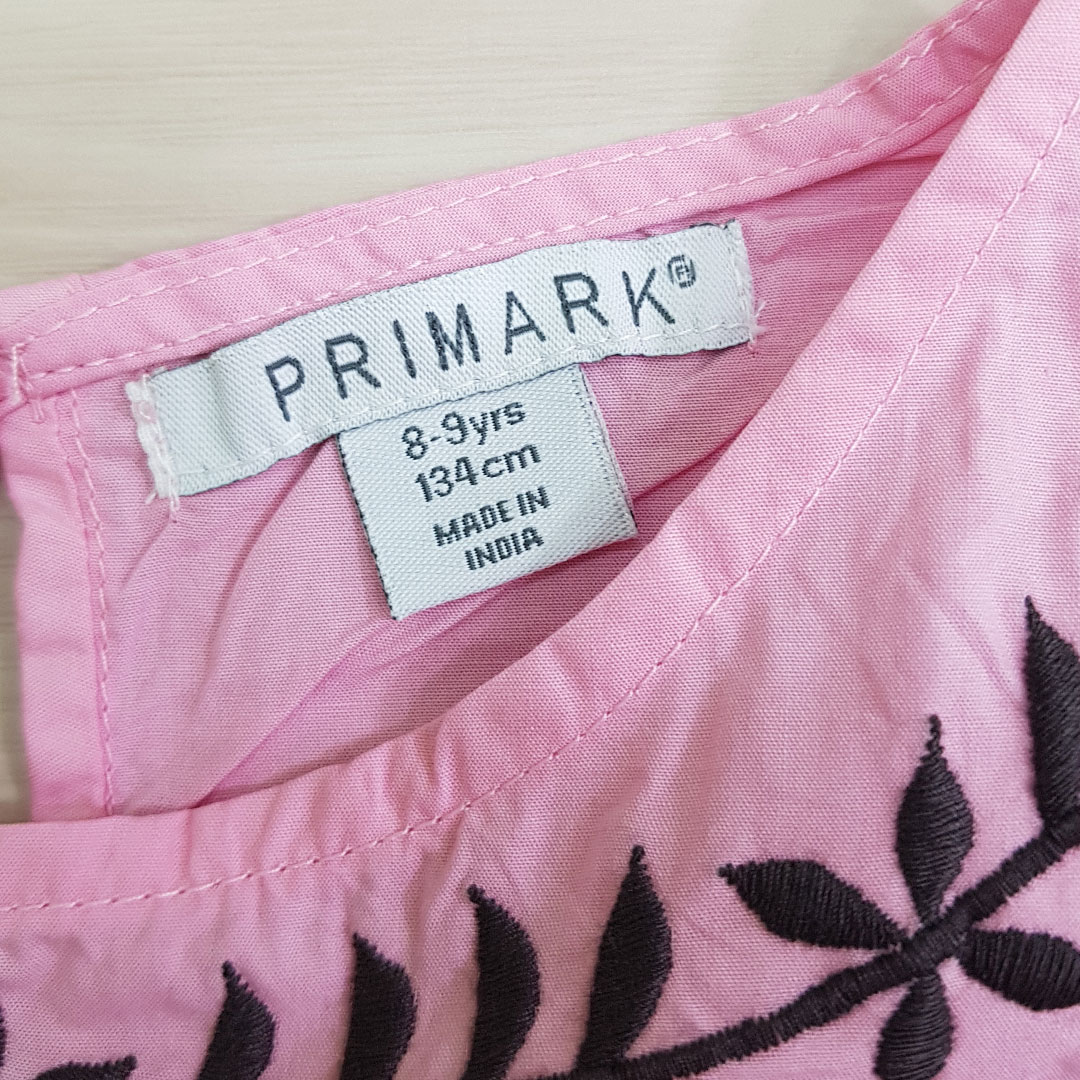 PRIMARK®
8-9yrs
134cm
MADE IN
INDIA